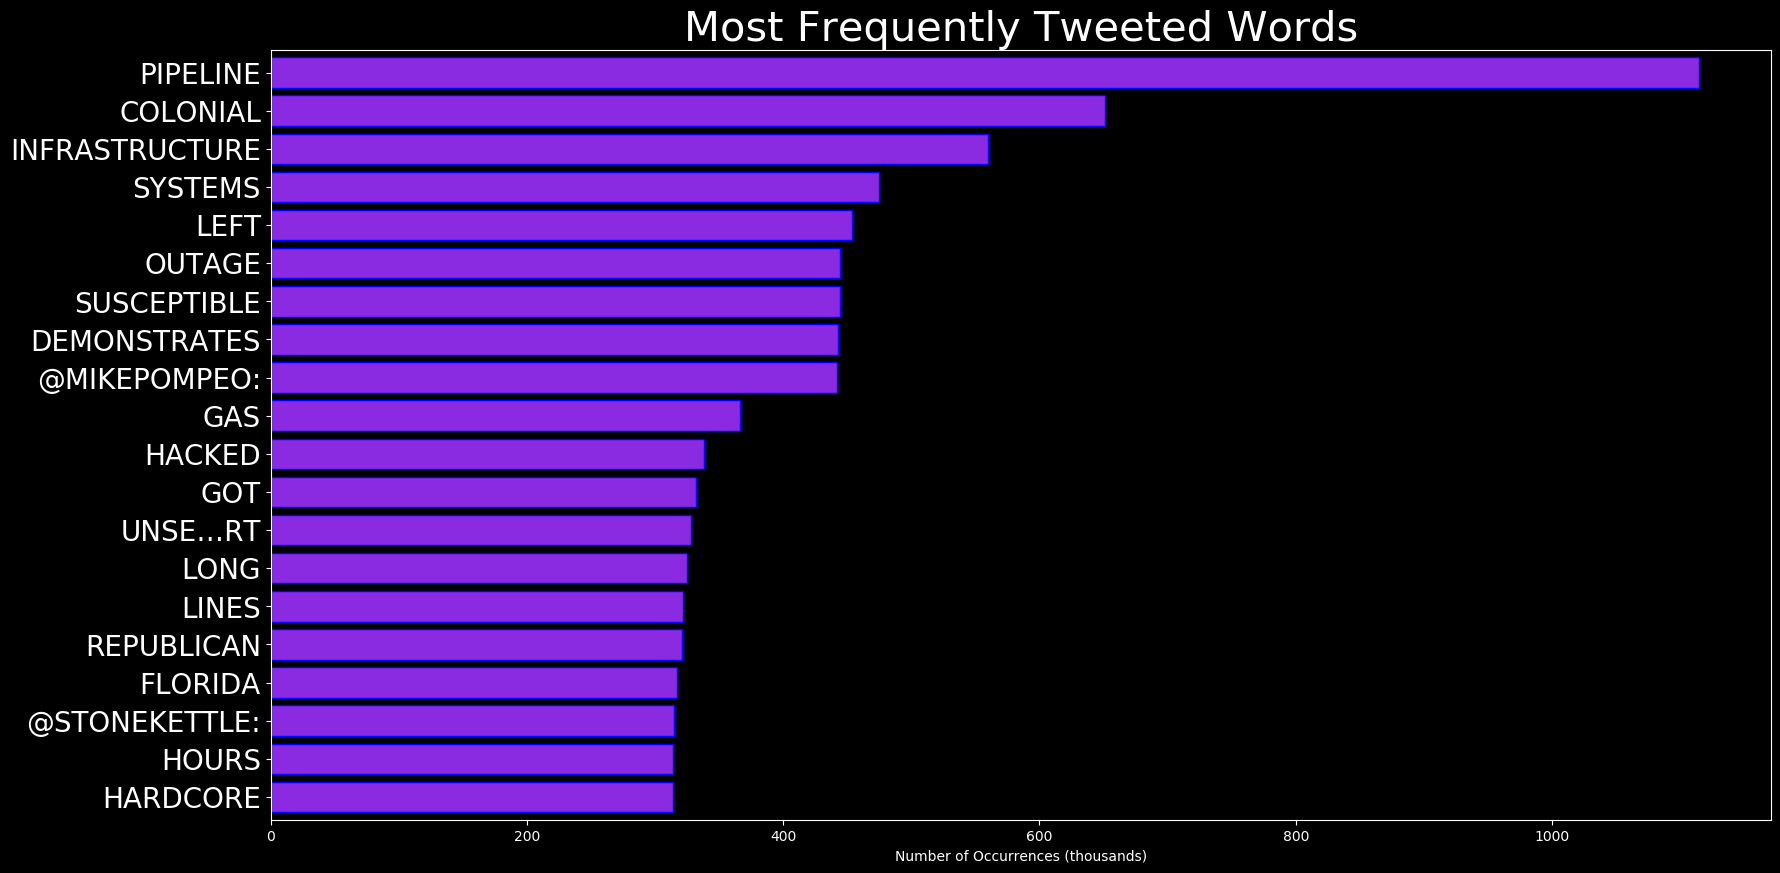 Most Frequently Tweeted Words
PIPELINE
COLONIAL
INFRASTRUCTURE
SYSTEMS
LEFT
OUTAGE
SUSCEPTIBLE
DEMONSTRATES
@MIKEPOMPEO:
GAS
HACKED
GOT
UNSE…RT
LONG
LINES
REPUBLICAN
FLORIDA
@STONEKETTLE:
HOURS
HARDCORE
0 200 400 600 800 1000
Number of Occurrences (thousands)